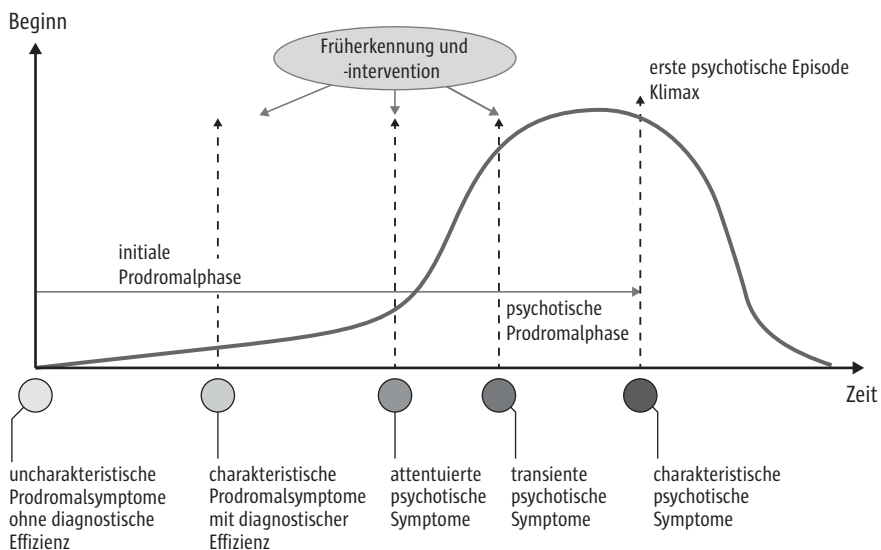 Beginn
Früherkennung und
-intervention
erste psychotische Episode
Klimax
initiale
Prodromalphase
psychotische
Prodromalphase
Zeit
uncharakteristische
Prodromalsymptome
ohne diagnostische
Effizienz
charakteristische
Prodromalsymptome
mit diagnostischer
Effizienz
attentuierte
psychotische
Symptome
transiente
psychotische
Symptome
charakteristische
psychotische
Symptome